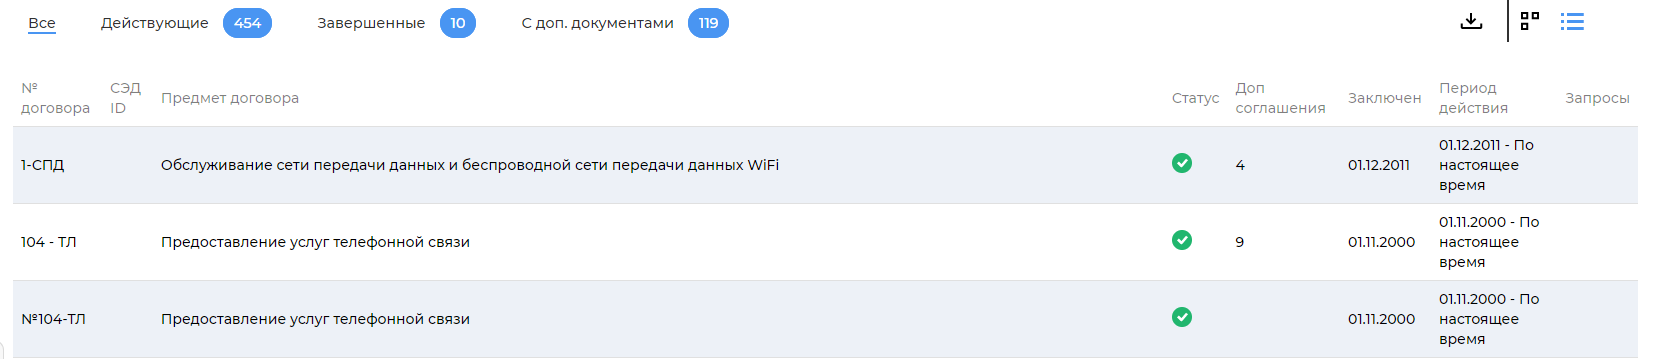 Все Действующие 454 Завершенные 10 С доп. документами 119
№ договора СЭД ID Предмет договора Статус Доп соглашения Заключен Период действия Запросы
1-СПД Обслуживание сети передачи данных и беспроводной сети передачи данных WiFi 4 01.12.2011 01.12.2011 - По настоящее время
104 - ТЛ Предоставление услуг телефонной связи 9 01.11.2000 01.11.2000 - По настоящее время
№104-ТЛ Предоставление услуг телефонной связи 01.11.2000 01.11.2000 - По настоящее время